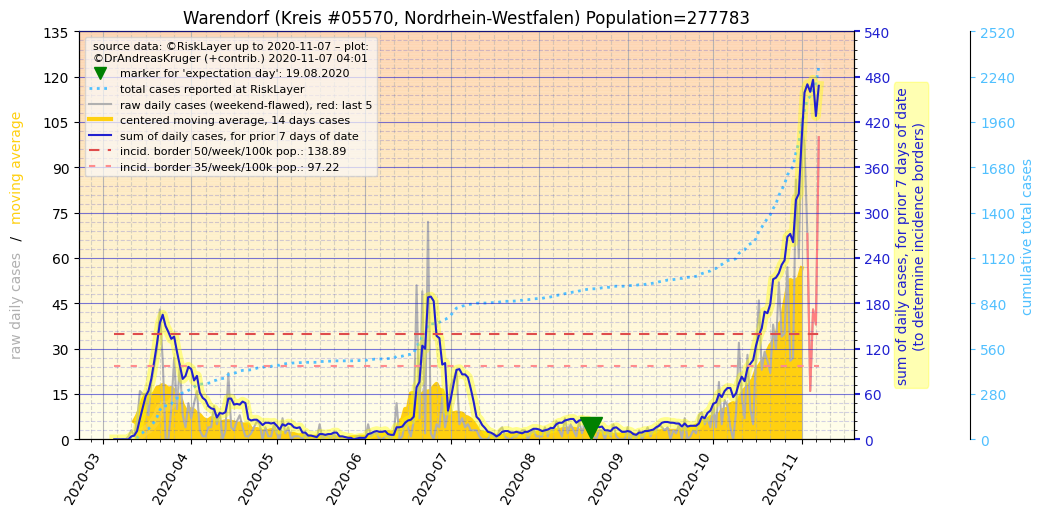 Warendorf (Kreis #05570, Nordrhein-Westfalen) Population=277783
source data: ©RiskLayer up to 2020-11-07 – plot:
©DrAndreasKruger (+contrib.) 2020-11-07 04:01
marker for 'expectation day': 19.08.2020
total cases reported at RiskLayer
raw daily cases (weekend-flawed), red: last 5
centered moving average, 14 days cases
sum of daily cases, for prior 7 days of date
incid. border 50/week/100k pop.: 138.89
incid. border 35/week/100k pop.: 97.22
raw daily cases / moving average
135
120
105
90
75
60
45
30
15
0
2020-03
2020-04
2020-05
2020-06
2020-07
2020-08
2020-09
2020-10
2020-11
540
480
420
360
300
240
180
120
60
0
sum of daily cases, for prior 7 days of date
(to determine incidence borders)
2520
2240
1960
1680
1400
1120
840
560
280
0
cumulative total cases